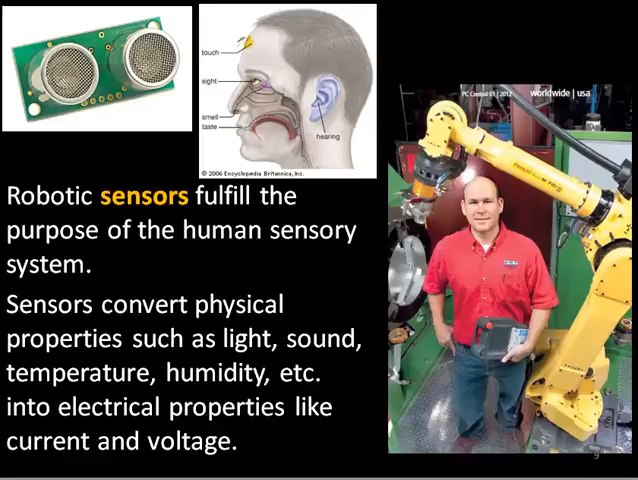 touch
sight
smell
taste
hearing
© 2006 Encyclopædia Britannica, Inc.
PC Control 03 | 2012
worldwide | usa
Robotic sensors fulfill the
purpose of the human sensory
system.
Sensors convert physical
properties such as light, sound,
temperature, humidity, etc.
into electrical properties like
current and voltage.
9